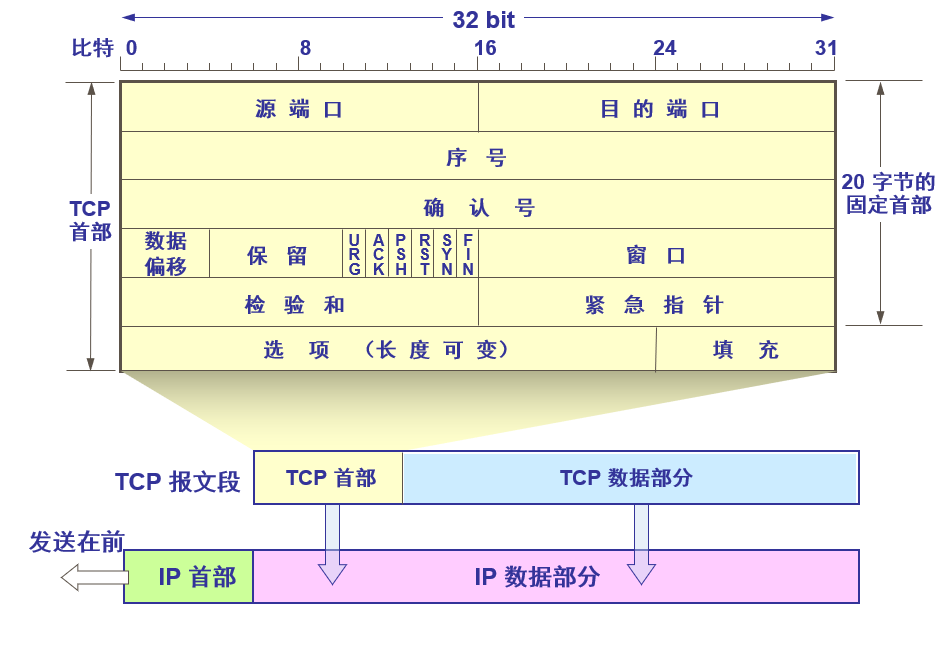 32 bit
比特 0 8 16 24 31
源端口 目的端口
序号
TCP
首部
确认号
20 字节的
固定首部
数据
偏移
保留
URG
ACK
PSH
RST
SYN
FIN
窗口
检验和 紧急指针
选项 （长度可变） 填充
TCP 报文段 TCP 首部 TCP 数据部分
发送在前
IP 首部 IP 数据部分